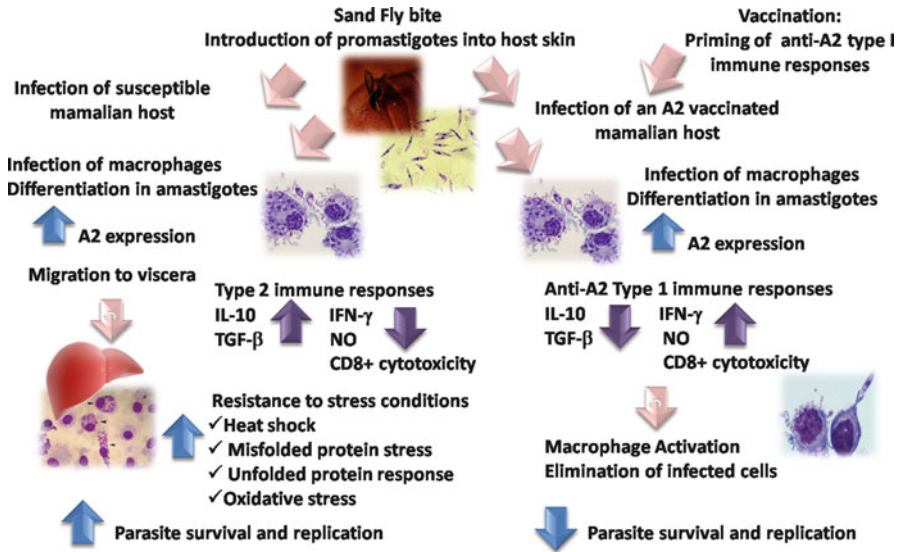 Sand Fly bite
Introduction of promastigotes into host skin
Vaccination:
Priming of anti-A2 type I
immune responses
Infection of susceptible
mamalian host
Infection of macrophages
Differentiation in amastigotes
A2 expression
Migration to viscera
Type 2 immune responses
IL-10
TGF-β
IFN-γ
NO
CD8+ cytotoxicity
Resistance to stress conditions
✓Heat shock
✓ Misfolded protein stress
✓ Unfolded protein response
✓Oxidative stress
Parasite survival and replication
Infection of an A2 vaccinated
mamalian host
Infection of macrophages
Differentiation in amastigotes
A2 expression
Anti-A2 Type 1 immune responses
IL-10
TGF-β
IFN-γ
NO
CD8+ cytotoxicity
Macrophage Activation
Elimination of infected cells
Parasite survival and replication